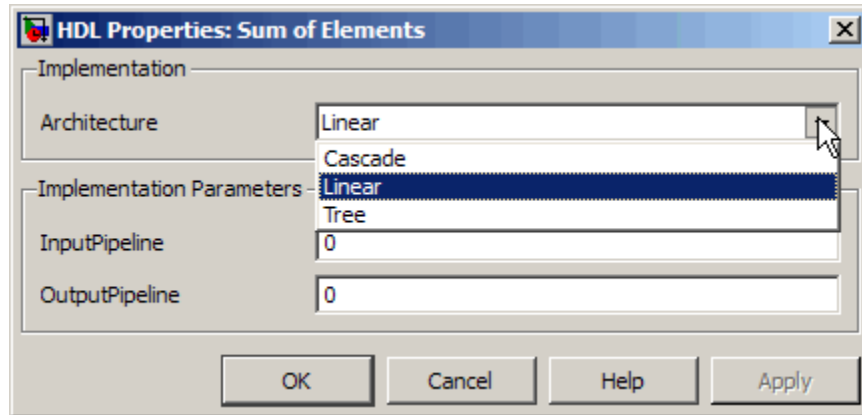 HDL Properties: Sum of Elements
Implementation
Architecture Linear
Cascade
Implementation Parameters Linear
Tree
InputPipeline 0
OutputPipeline 0
OK Cancel Help Apply